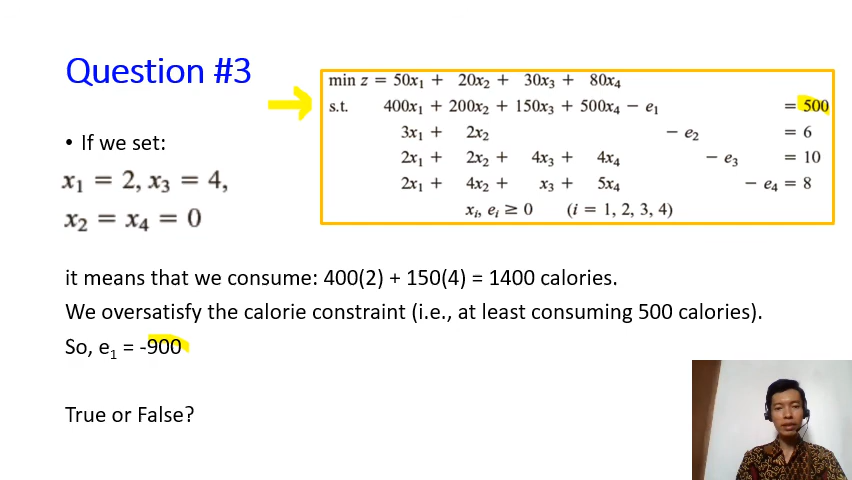 Question #3
min z = 50x₁ + 20x₂ + 30x₃ + 80x₄
s.t. 400x₁ + 200x₂ + 150x₃ + 500x₄ − e₁ = 500
3x₁ + 2x₂ − e₂ = 6
2x₁ + 2x₂ + 4x₃ + 4x₄ − e₃ = 10
2x₁ + 4x₂ + x₃ + 5x₄ − e₄ = 8
xᵢ, eᵢ ≥ 0 (i = 1, 2, 3, 4)
• If we set:
x₁ = 2, x₃ = 4,
x₂ = x₄ = 0
it means that we consume: 400(2) + 150(4) = 1400 calories.
We oversatisfy the calorie constraint (i.e., at least consuming 500 calories).
So, e₁ = -900
True or False?